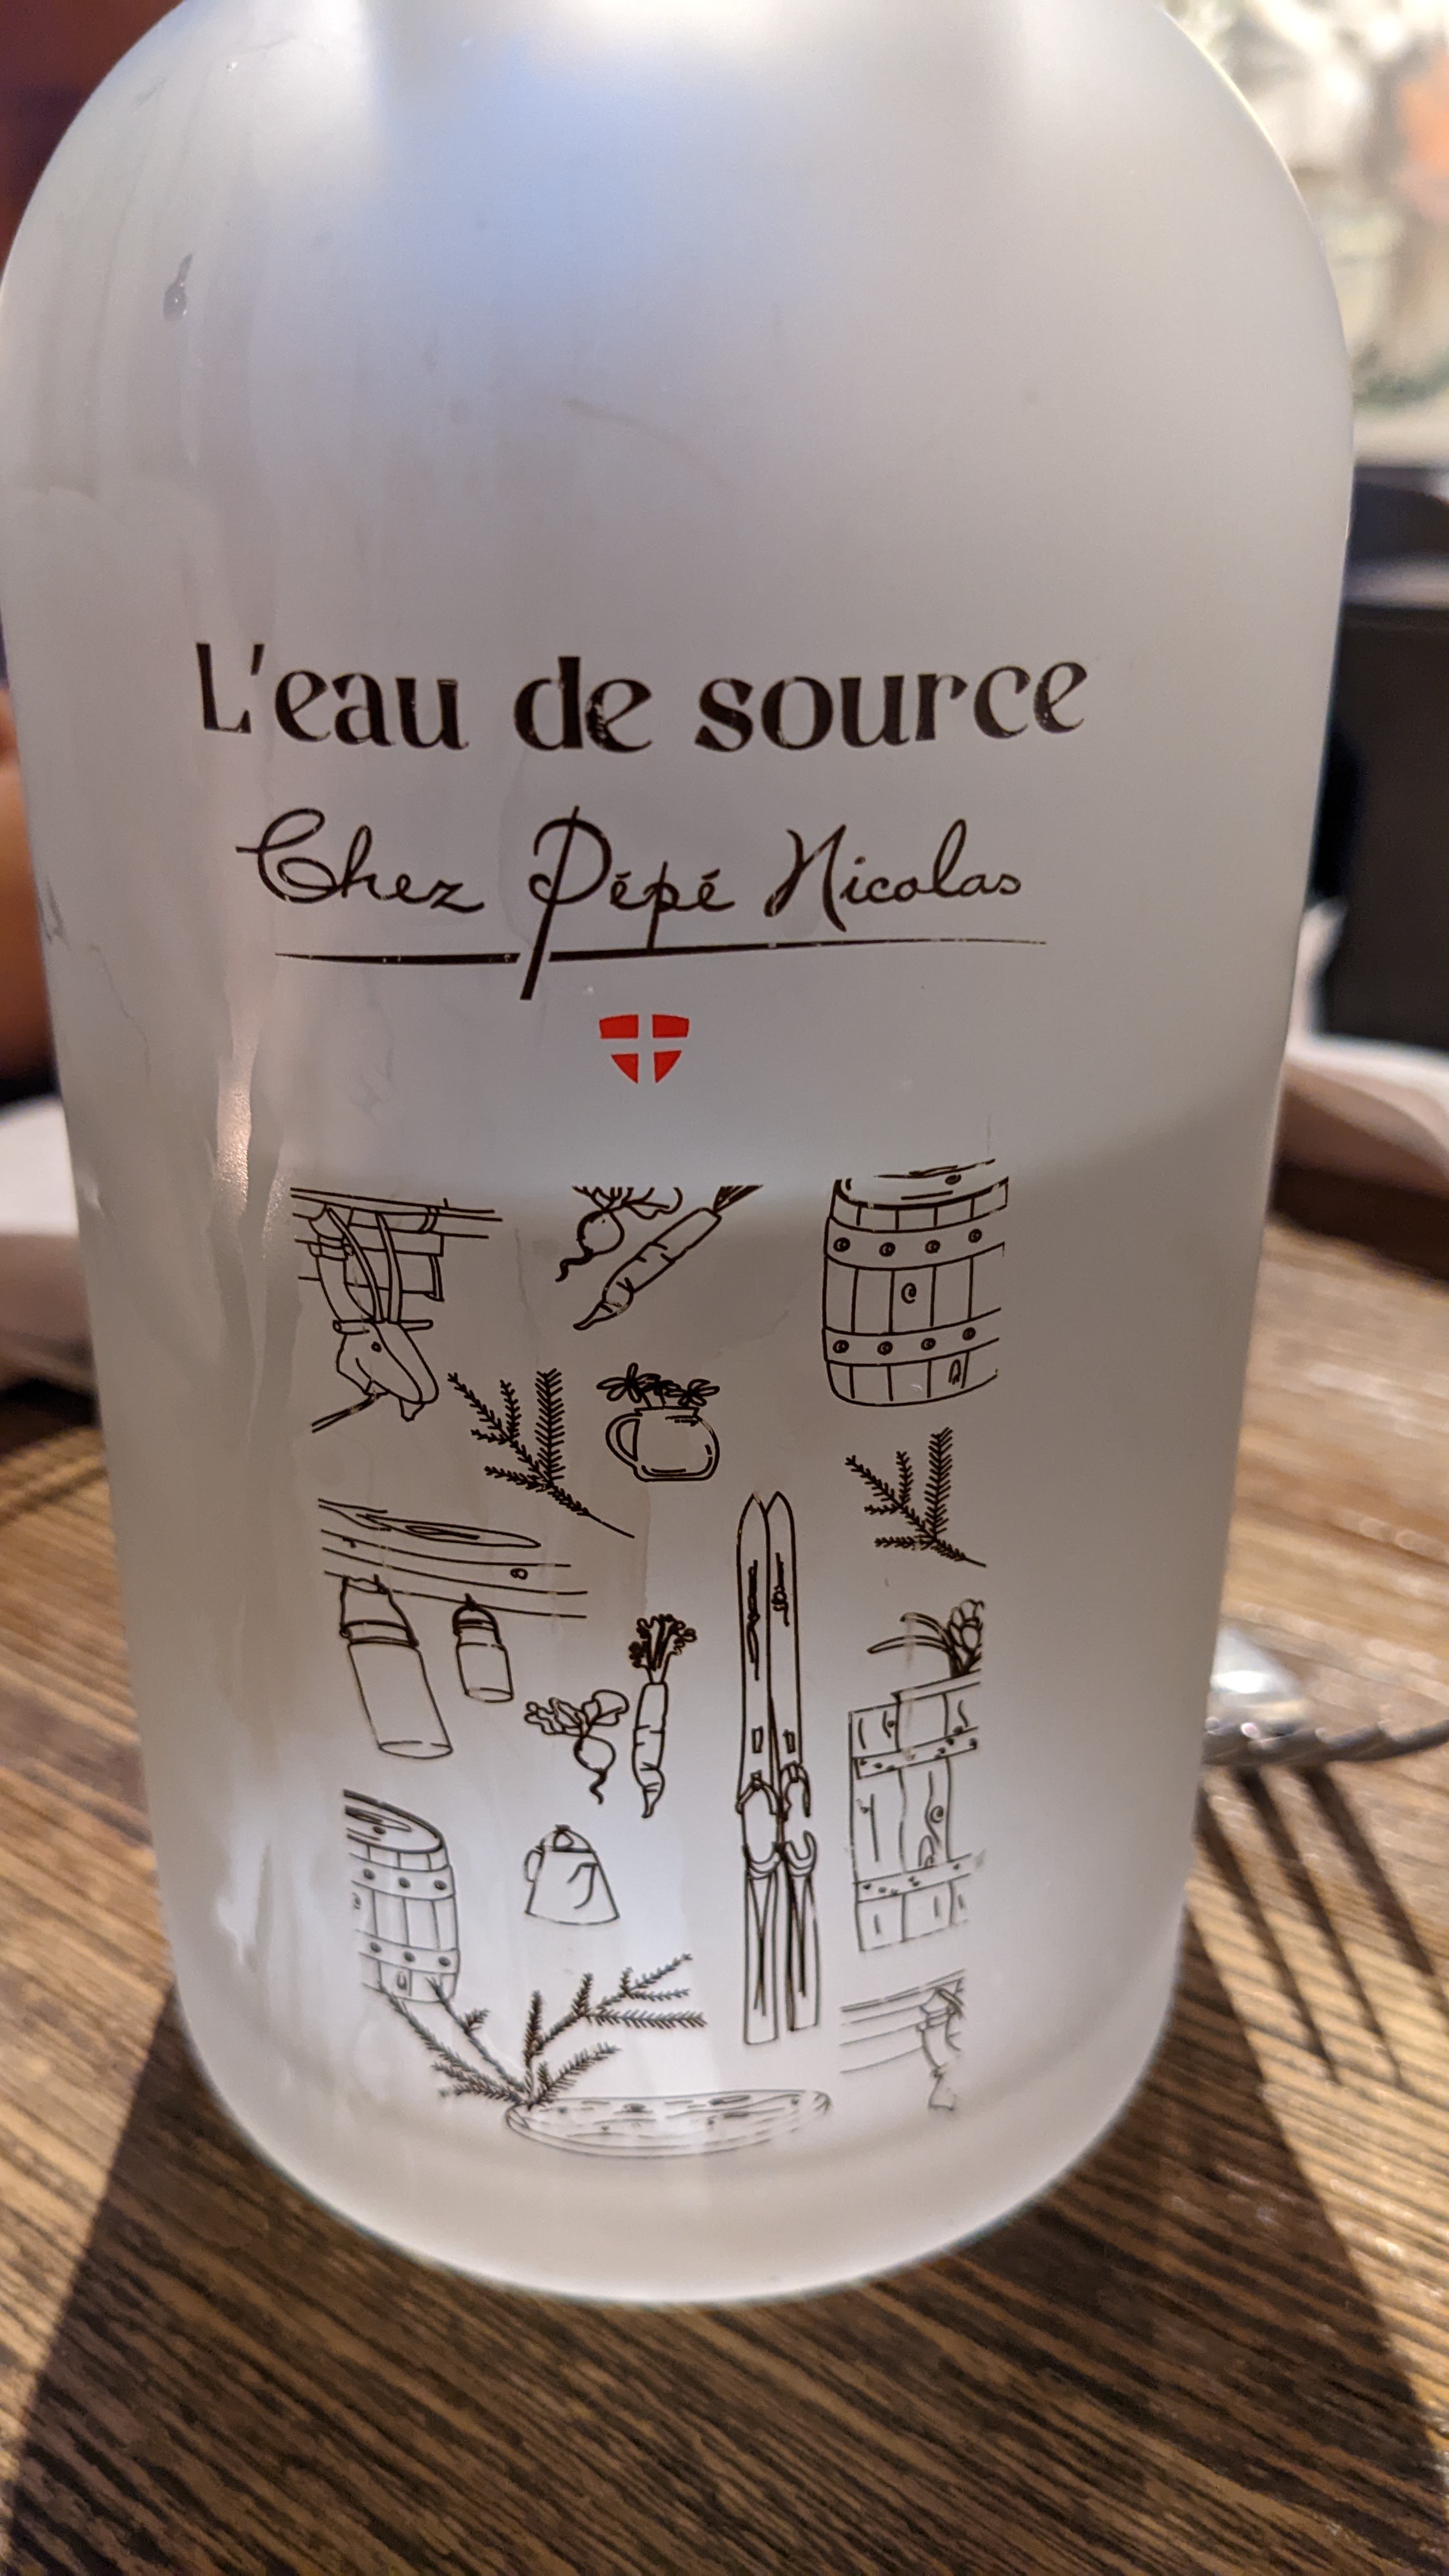 L'eau de source
Chez Pépé Nicolas